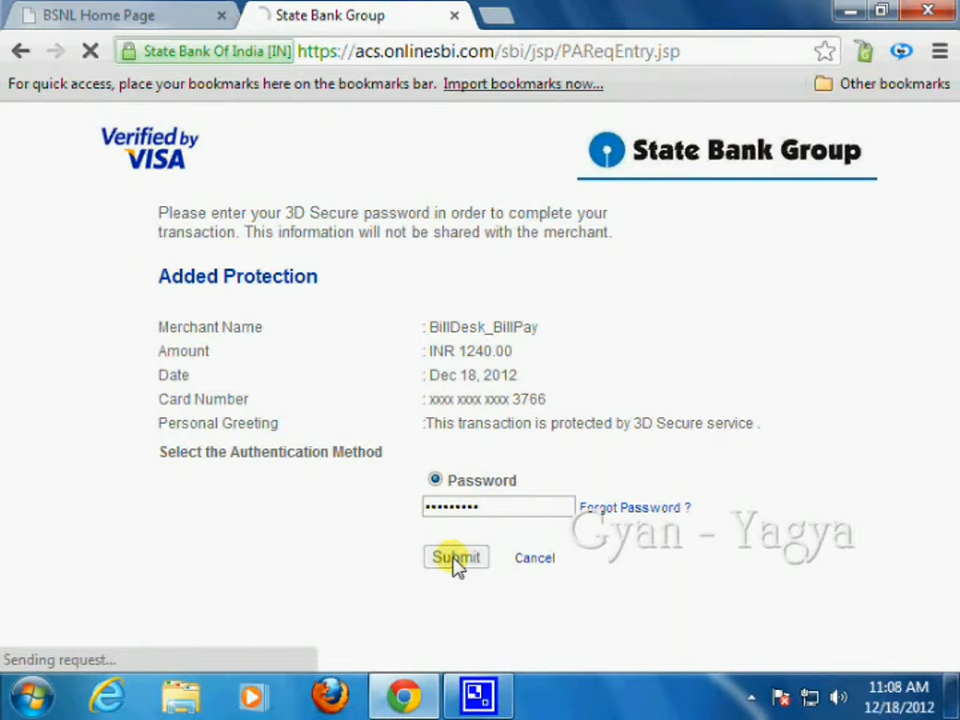 BSNL Home Page
State Bank Group
State Bank Of India [IN]
https://acs.onlinesbi.com/sbi/jsp/PAReqEntry.jsp
For quick access, place your bookmarks here on the bookmarks bar. Import bookmarks now...
Other bookmarks
Verified by
VISA
State Bank Group
Please enter your 3D Secure password in order to complete your
transaction. This information will not be shared with the merchant.
Added Protection
Merchant Name : BillDesk_BillPay
Amount : INR 1240.00
Date : Dec 18, 2012
Card Number : xxxx xxxx xxxx 3766
Personal Greeting :This transaction is protected by 3D Secure service .
Select the Authentication Method
Password
Forgot Password ?
Gyan - Yagya
Submit Cancel
Sending request...
11:08 AM
12/18/2012